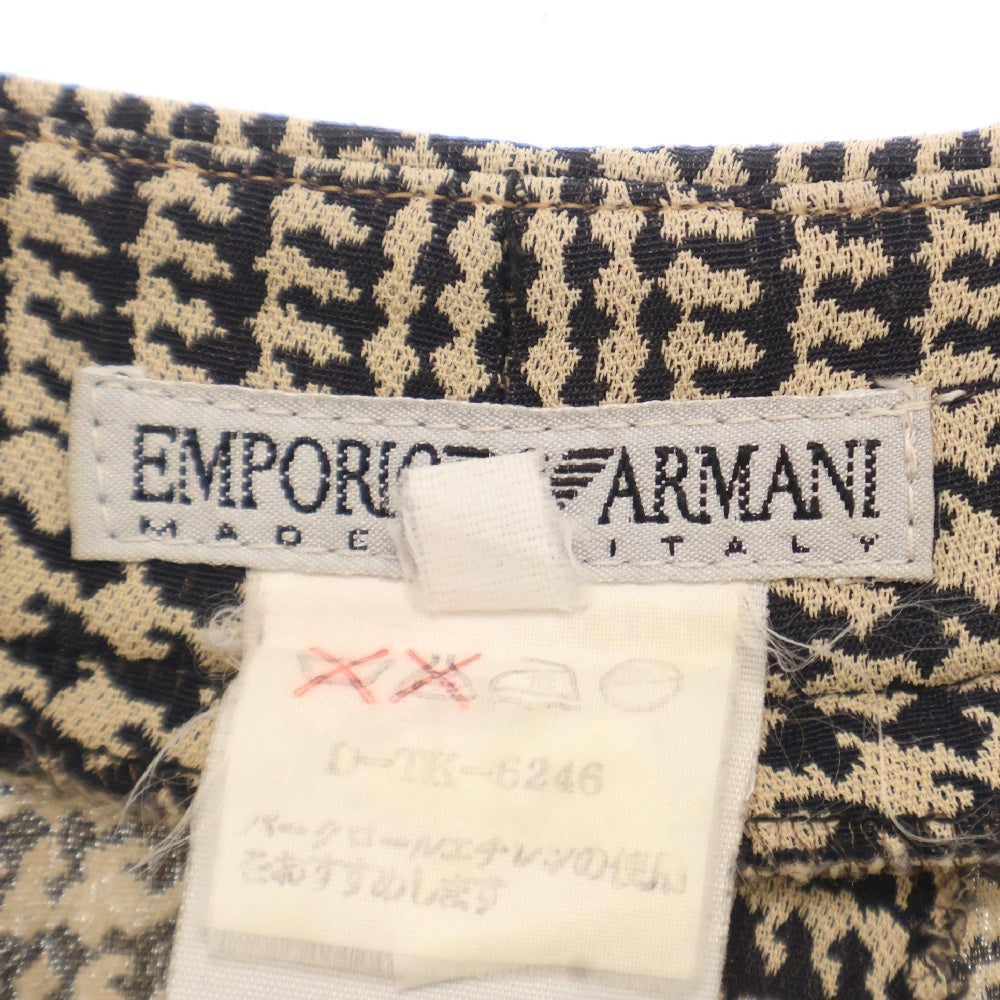 EMPORIO ARMANI
MADE ITALY
D-TK-6246
パークロールエチレンの使用
をおすすめします